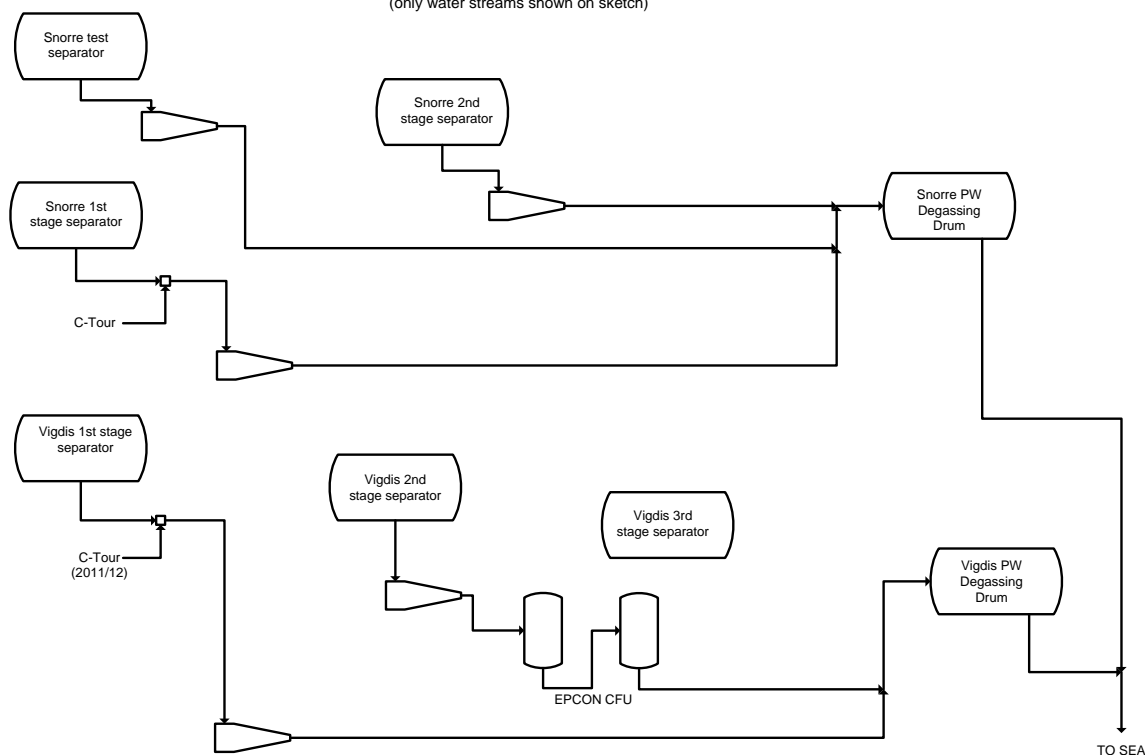 (only water streams shown on sketch)
Snorre test
separator
Snorre 2nd
stage separator
Snorre 1st
stage separator
Snorre PW
Degassing
Drum
C-Tour
Vigdis 1st stage
separator
Vigdis 2nd
stage separator
Vigdis 3rd
stage separator
C-Tour
(2011/12)
Vigdis PW
Degassing
Drum
EPCON CFU
TO SEA